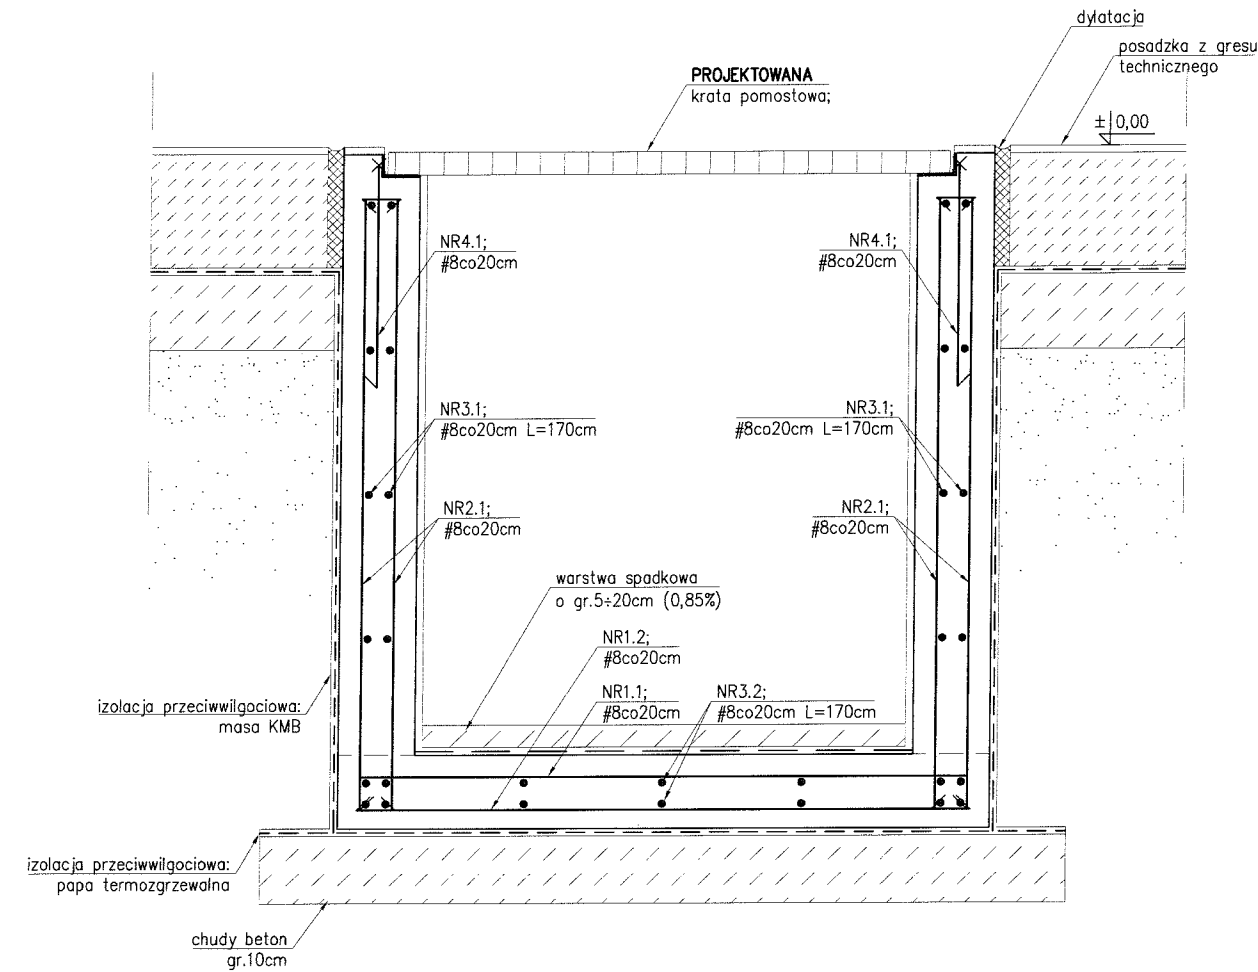 dylatacja
posadzka z gresu
technicznego
PROJEKTOWANA
krata pomostowa;
±0,00
NR4.1;
#8co20cm
NR4.1;
#8co20cm
NR3.1;
#8co20cm L=170cm
NR3.1;
#8co20cm L=170cm
NR2.1;
#8co20cm
NR2.1;
#8co20cm
warstwa spadkowa
o gr.5÷20cm (0,85%)
NR1.2;
#8co20cm
NR1.1;
#8co20cm
NR3.2;
#8co20cm L=170cm
izolacja przeciwwilgociowa:
masa KMB
izolacja przeciwwilgociowa:
papa termozgrzewalna
chudy beton
gr.10cm